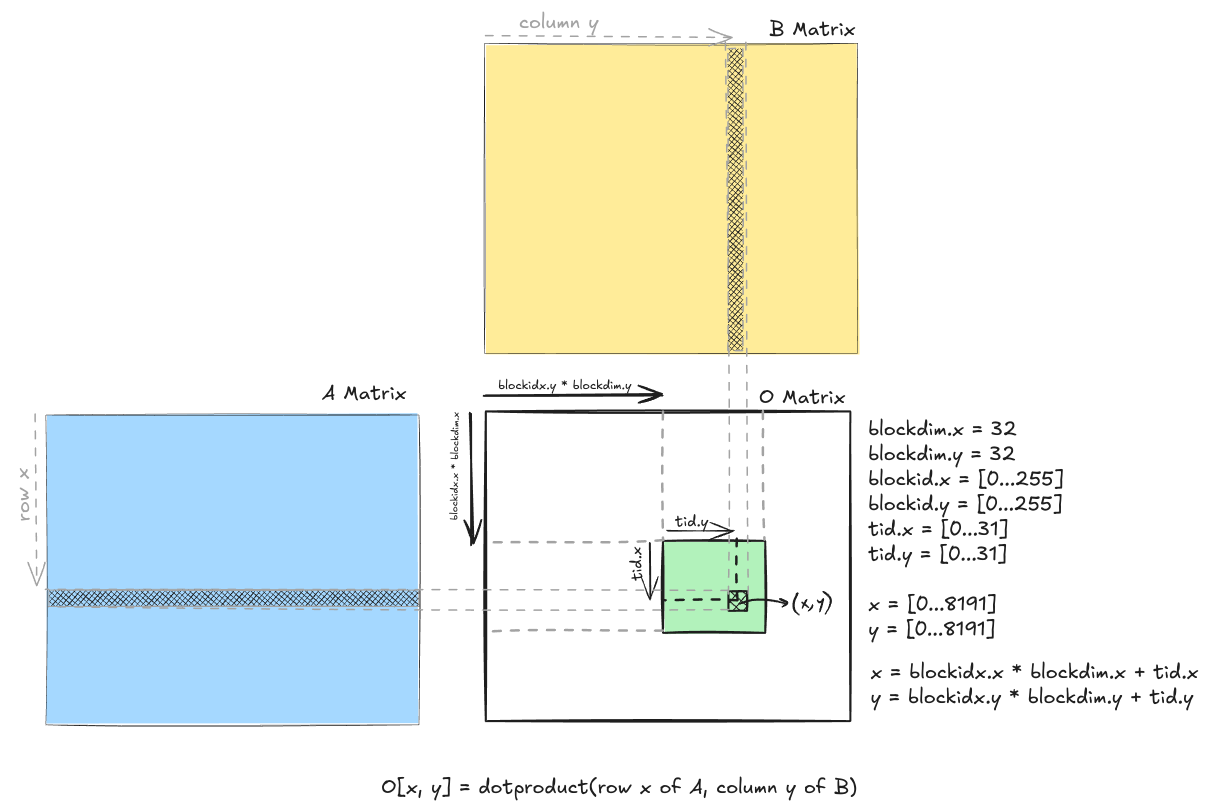 column y
B Matrix
blockidx.y * blockdim.y
A Matrix
O Matrix
row x
blockidx.x * blockdim.x
tid.y
tid.x
(x,y)
blockdim.x = 32
blockdim.y = 32
blockid.x = [0...255]
blockid.y = [0...255]
tid.x = [0...31]
tid.y = [0...31]
x = [0...8191]
y = [0...8191]
x = blockidx.x * blockdim.x + tid.x
y = blockidx.y * blockdim.y + tid.y
O[x, y] = dotproduct(row x of A, column y of B)